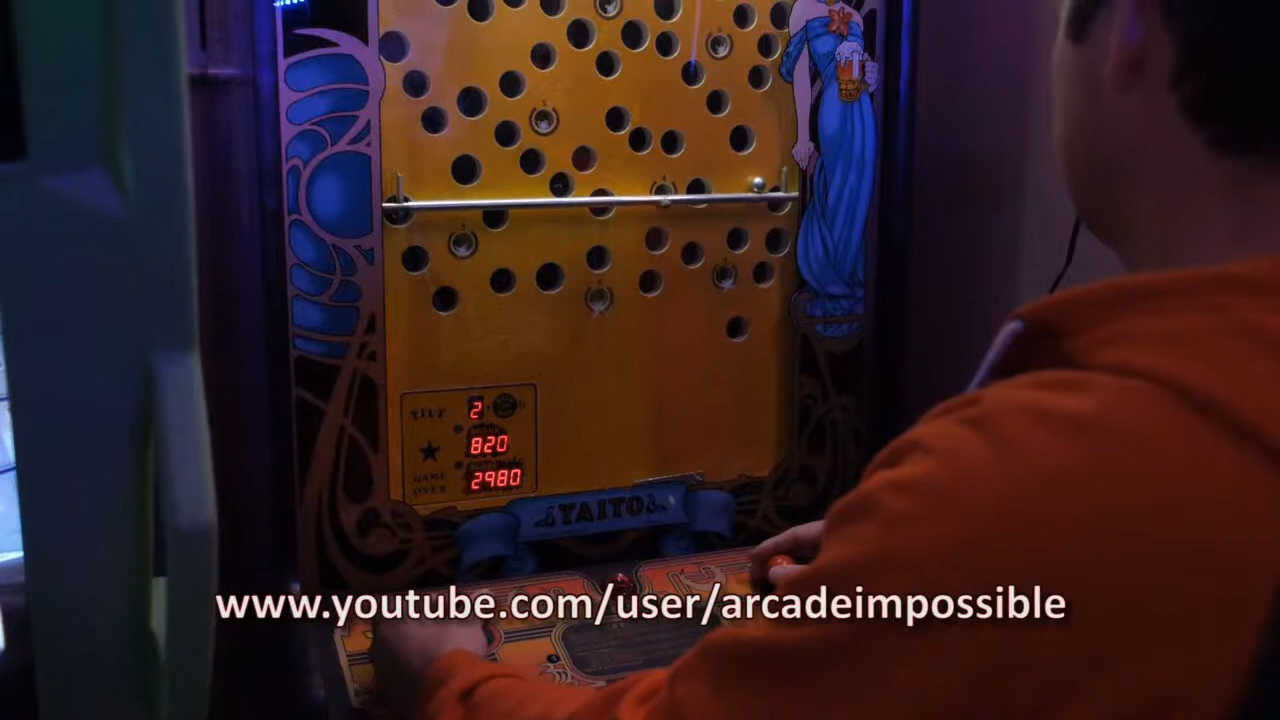 TILT 2
820
GAME OVER 2980
TAITO
www.youtube.com/user/arcadeimpossible